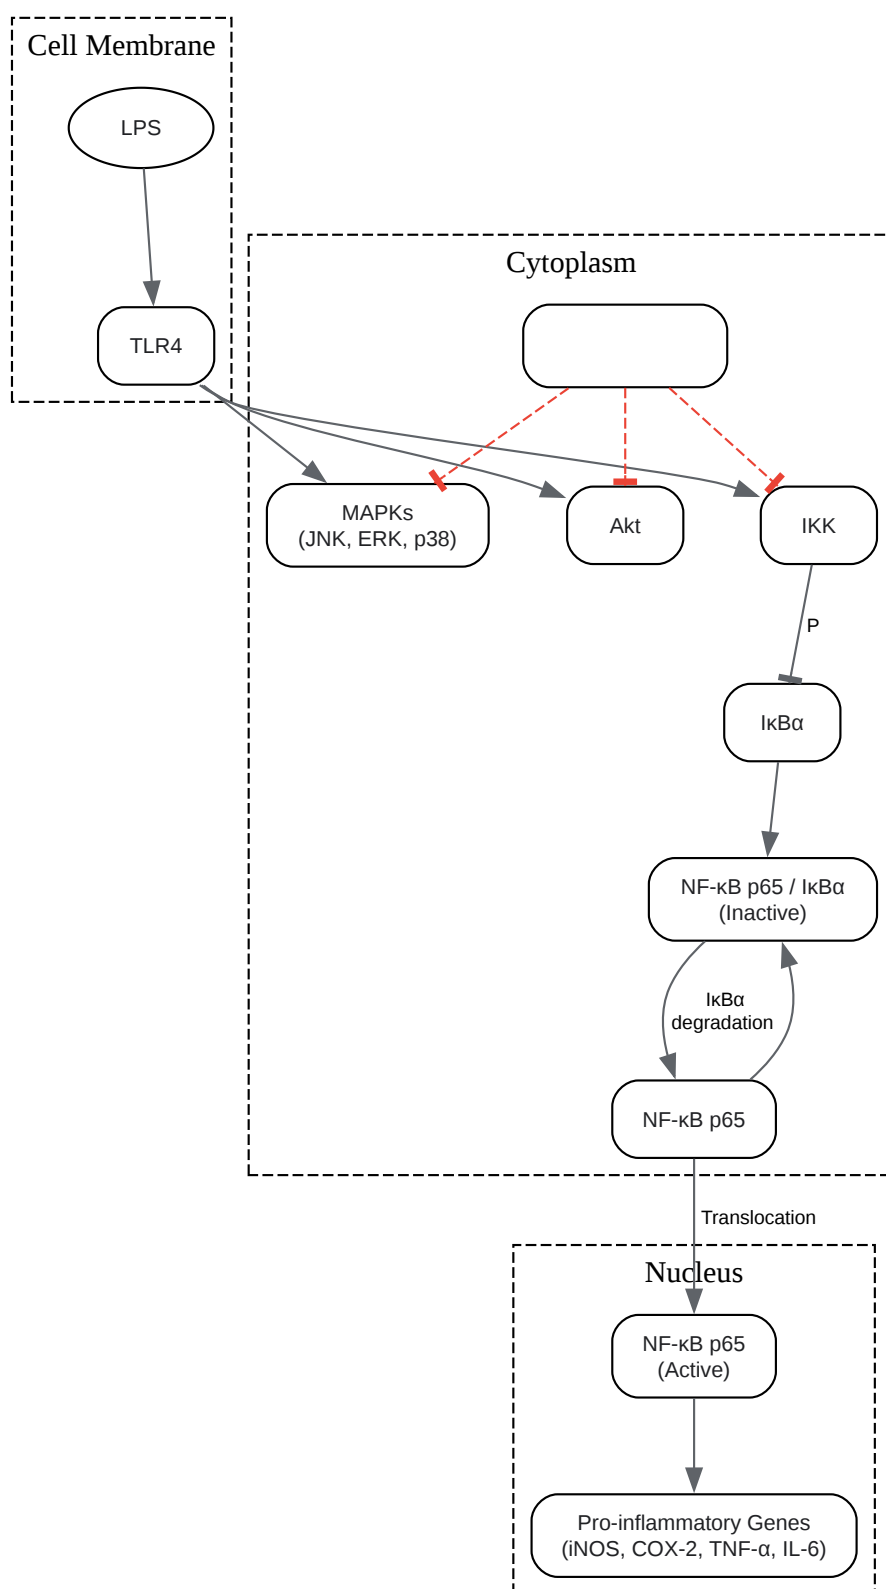 Cell Membrane
LPS
TLR4
Cytoplasm
MAPKs
(JNK, ERK, p38)
Akt
IKK
P
IκBα
NF-κB p65 / IκBα
(Inactive)
IκBα
degradation
NF-κB p65
Translocation
Nucleus
NF-κB p65
(Active)
Pro-inflammatory Genes
(iNOS, COX-2, TNF-α, IL-6)